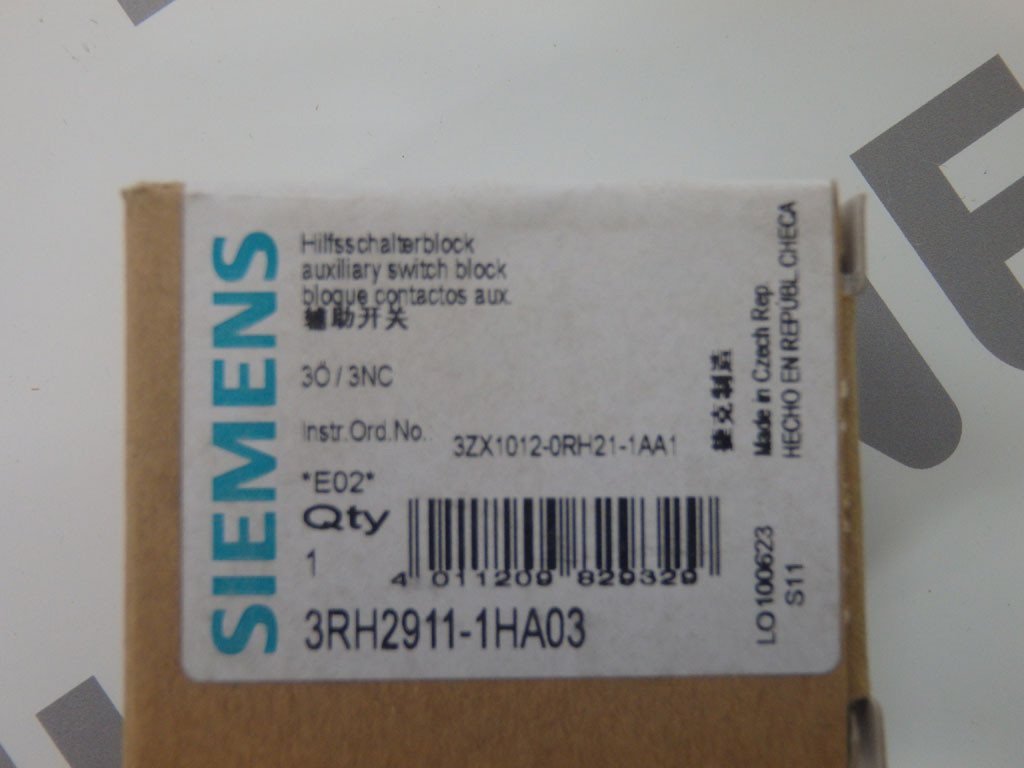 SIEMENS
Hilfsschalterblock
auxiliary switch block
bloque contactos aux.
辅助开关
3Ö / 3NC
Instr.Ord.No. 3ZX1012-0RH21-1AA1
*E02*
Qty
1
4 011209 829329
3RH2911-1HA03
捷克制造
Made in Czech Rep.
HECHO EN REPÚBL. CHECA
LO100623
S11